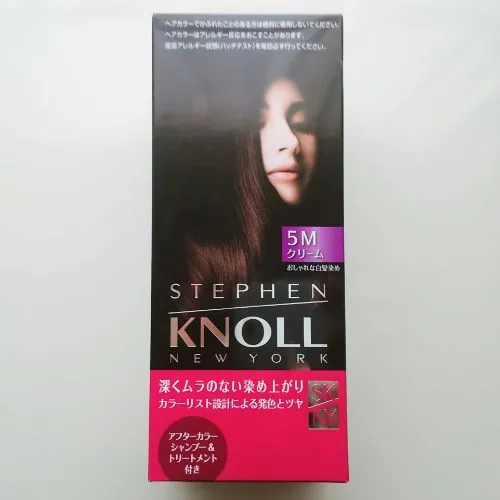 ヘアカラーでかぶれたことのある方は絶対に使用しないでください。
ヘアカラーはアレルギー反応をおこすことがあります。
皮膚アレルギー試験(パッチテスト)を毎回必ず行ってください。
5M
クリーム
おしゃれな白髪染め
STEPHEN
KNOLL
NEW YORK
深くムラのない染め上がり
カラーリスト設計による発色とツヤ
SK
NY
アフターカラー
シャンプー&
トリートメント
付き